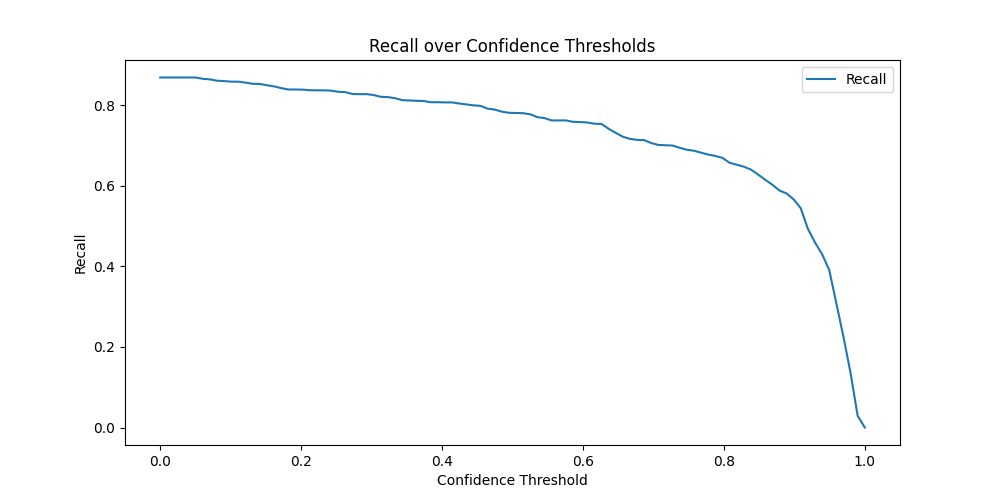 Recall over Confidence Thresholds
Recall
0.8
0.6
0.4
0.2
0.0
Recall
0.0 0.2 0.4 0.6 0.8 1.0
Confidence Threshold